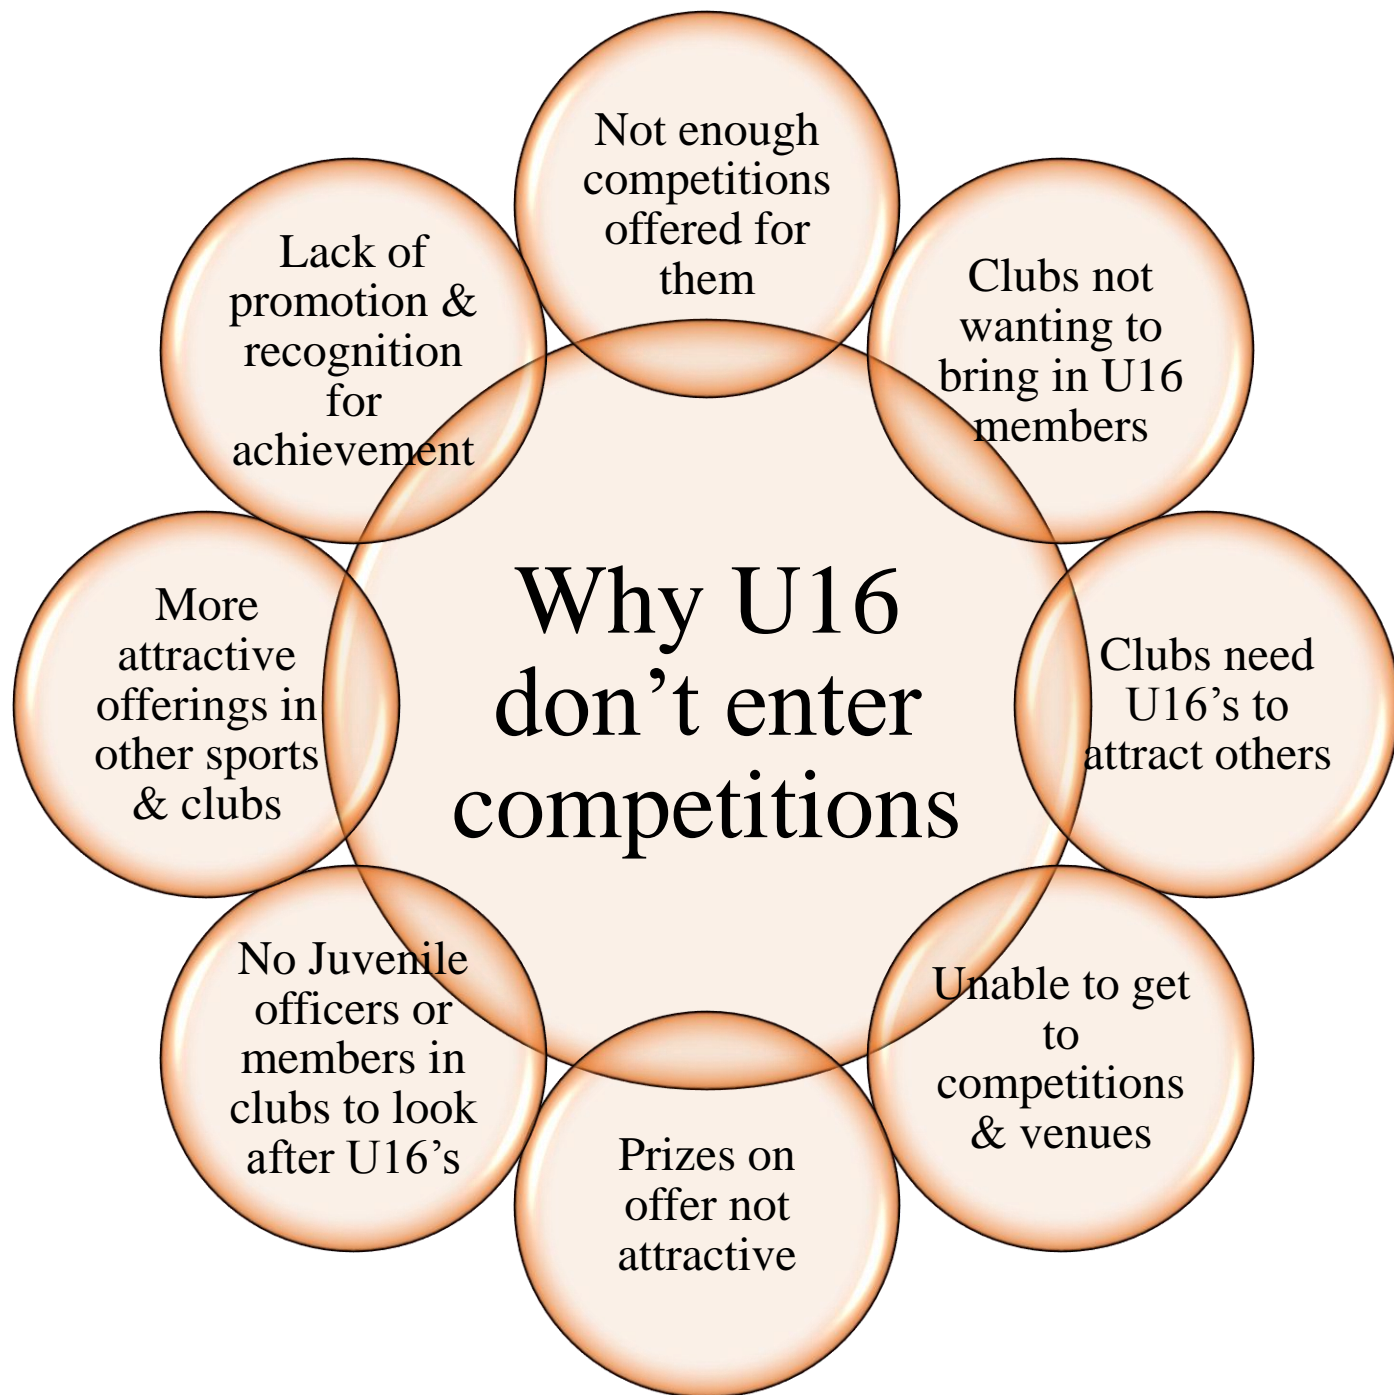 Why U16
don’t enter
competitions
Not enough
competitions
offered for
them
Clubs not
wanting to
bring in U16
members
Clubs need
U16’s to
attract others
Unable to get
to
competitions
& venues
Prizes on
offer not
attractive
No Juvenile
officers or
members in
clubs to look
after U16’s
More
attractive
offerings in
other sports
& clubs
Lack of
promotion &
recognition
for
achievement